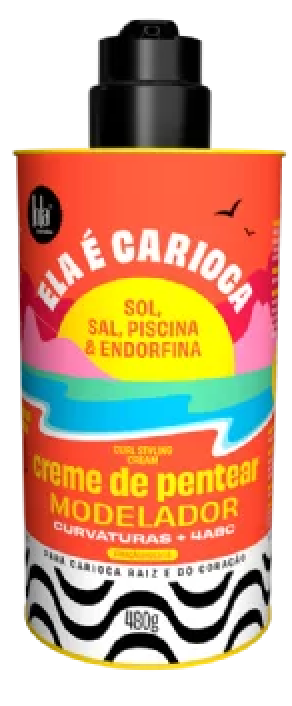 lola
ELA É CARIOCA
SOL,
SAL, PISCINA
& ENDORFINA
CURL STYLING
CREAM
creme de pentear
MODELADOR
CURVATURAS + 4ABC
PARA CARIOCA RAIZ E DO CORAÇÃO
480g